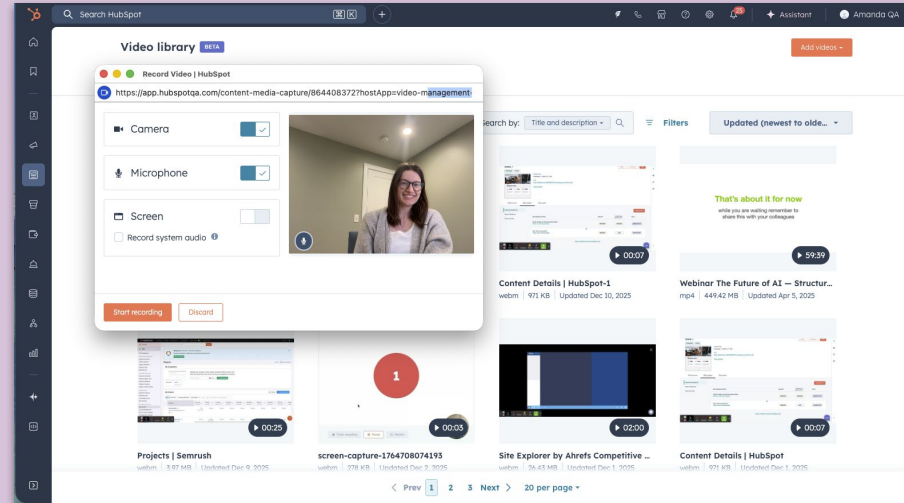 Search HubSpot
⌘ K
25
Assistant
Amanda QA
Video library
BETA
Add videos
Record Video | HubSpot
https://app.hubspotqa.com/content-media-capture/864408372?hostApp=video-management-
Search by:
Title and description
Filters
Updated (newest to olde...
Camera
Microphone
Screen
Record system audio
Start recording
Discard
00:07
Content Details | HubSpot-1
webm 971 KB Updated Dec 10, 2025
That's about it for now
while you are waiting remember to
share this with your colleagues
59:39
Webinar The Future of AI — Structur...
mp4 449.42 MB Updated Apr 5, 2025
00:25
Projects | Semrush
webm 3.97 MB Updated Dec 9, 2025
1
00:03
screen-capture-1764708074193
webm 278 KB Updated Dec 2, 2025
02:00
Site Explorer by Ahrefs Competitive ...
webm 26.43 MB Updated Dec 1, 2025
00:07
Content Details | HubSpot
webm 971 KB Updated Dec 1, 2025
Prev 1 2 3 Next
20 per page